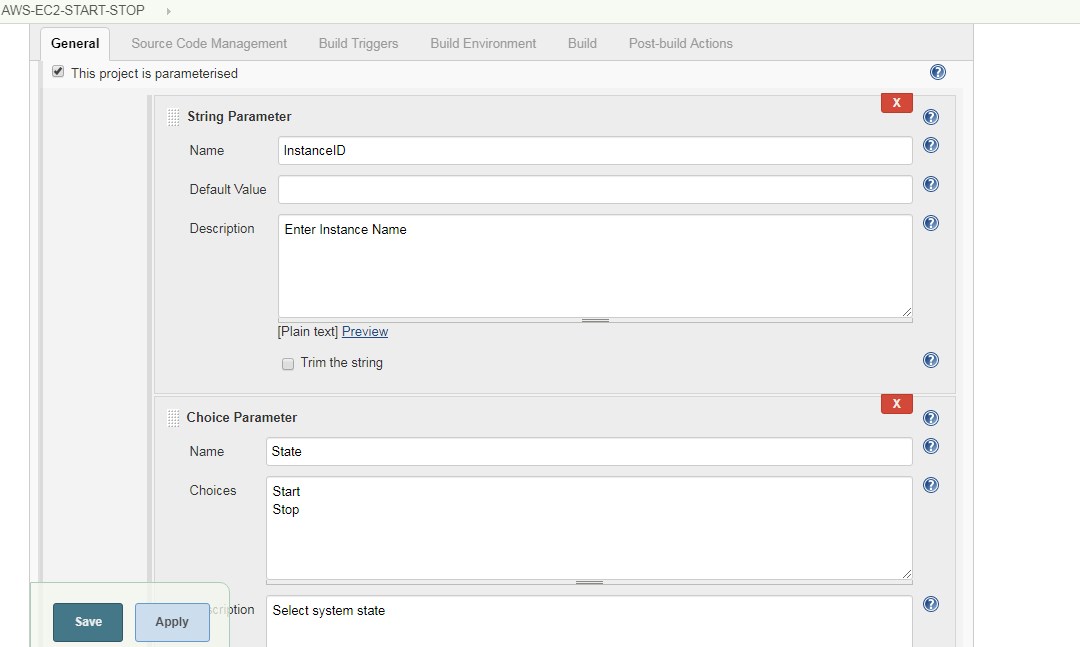 AWS-EC2-START-STOP
General Source Code Management Build Triggers Build Environment Build Post-build Actions
This project is parameterised
X
String Parameter
Name InstanceID
Default Value
Description Enter Instance Name
[Plain text] Preview
Trim the string
X
Choice Parameter
Name State
Choices Start
Stop
scription Select system state
Save Apply